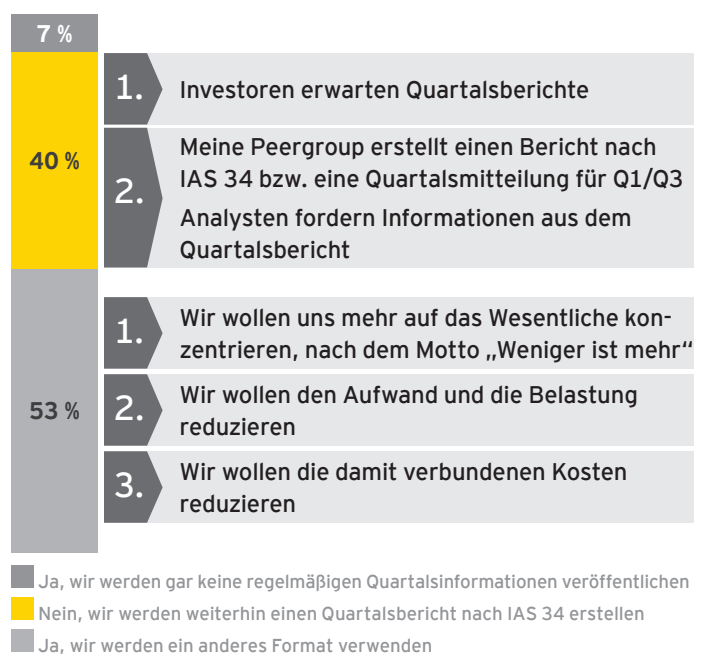 7 %
40 %
1.
Investoren erwarten Quartalsberichte
2.
Meine Peergroup erstellt einen Bericht nach
IAS 34 bzw. eine Quartalsmitteilung für Q1/Q3
Analysten fordern Informationen aus dem
Quartalsbericht
53 %
1.
Wir wollen uns mehr auf das Wesentliche kon-
zentrieren, nach dem Motto „Weniger ist mehr“
2.
Wir wollen den Aufwand und die Belastung
reduzieren
3.
Wir wollen die damit verbundenen Kosten
reduzieren
Ja, wir werden gar keine regelmäßigen Quartalsinformationen veröffentlichen
Nein, wir werden weiterhin einen Quartalsbericht nach IAS 34 erstellen
Ja, wir werden ein anderes Format verwenden